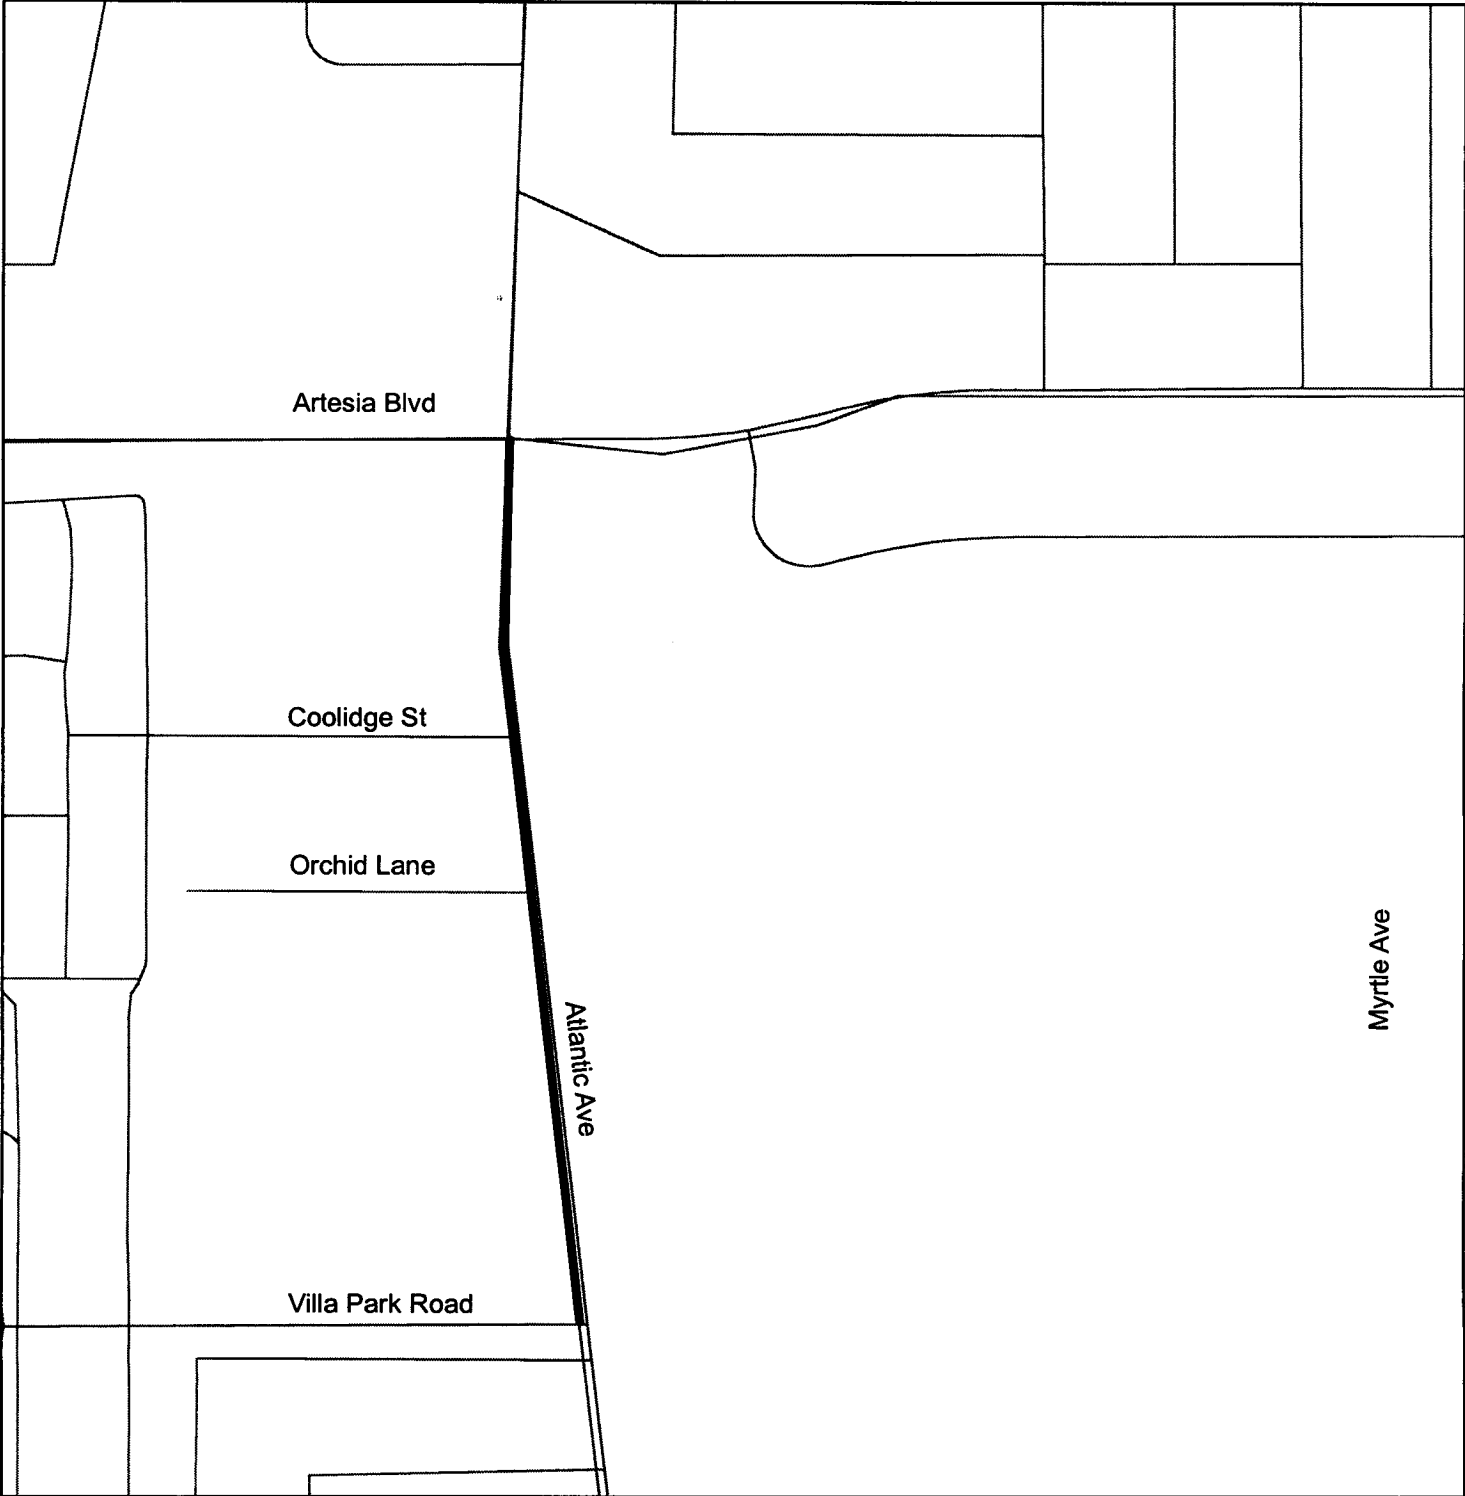 Artesia Blvd
Coolidge St
Orchid Lane
Myrtle Ave
Atlantic Ave
Villa Park Road